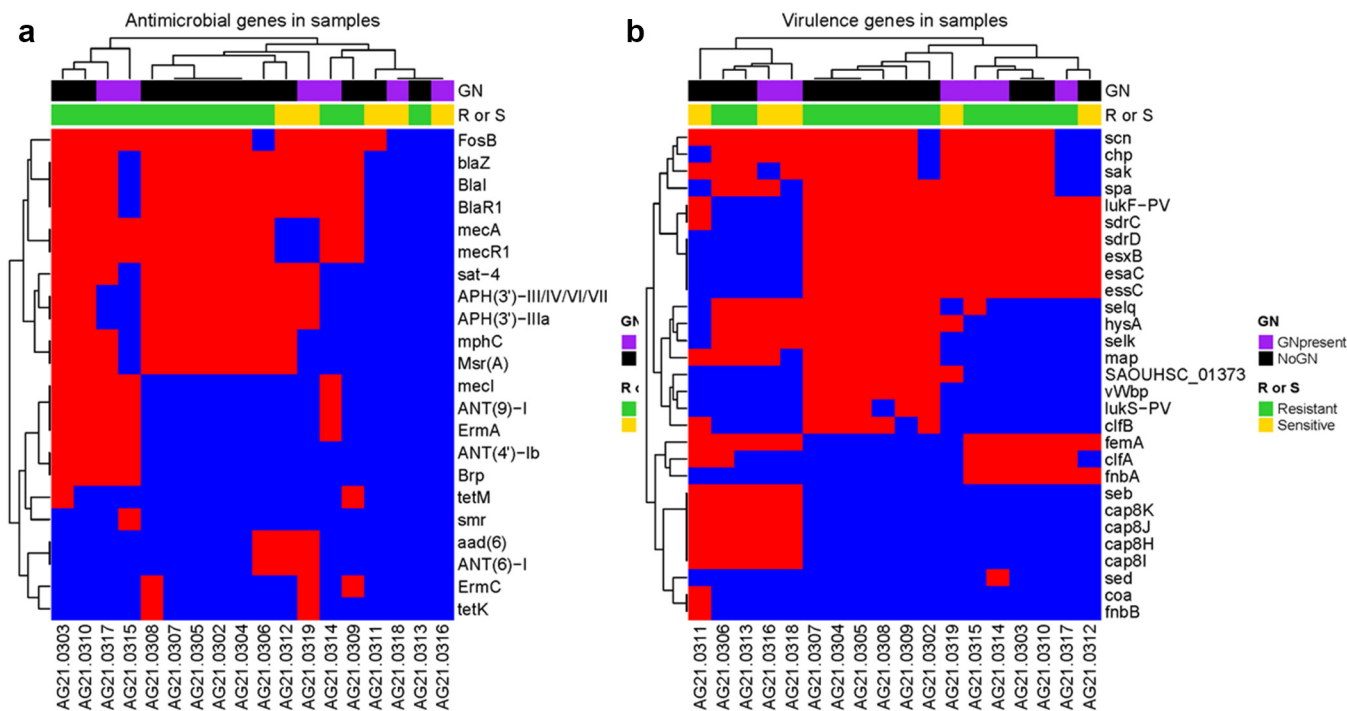 a
Antimicrobial genes in samples
GN
R or S
FosB
blaZ
BlaI
BlaR1
mecA
mecR1
sat−4
APH(3')−III/IV/VI/VII
APH(3')−IIIa
mphC
Msr(A)
mecI
ANT(9)−I
ErmA
ANT(4')−Ib
Brp
tetM
smr
aad(6)
ANT(6)−I
ErmC
tetK
AG21.0303
AG21.0310
AG21.0317
AG21.0315
AG21.0308
AG21.0307
AG21.0305
AG21.0302
AG21.0304
AG21.0306
AG21.0312
AG21.0319
AG21.0314
AG21.0309
AG21.0311
AG21.0318
AG21.0313
AG21.0316
GN
R
b
Virulence genes in samples
GN
R or S
scn
chp
sak
spa
lukF−PV
sdrC
sdrD
esxB
esaC
essC
selq
hysA
selk
map
SAOUHSC_01373
vWbp
lukS−PV
clfB
femA
clfA
fnbA
seb
cap8K
cap8J
cap8H
cap8I
sed
coa
fnbB
AG21.0311
AG21.0306
AG21.0313
AG21.0316
AG21.0318
AG21.0307
AG21.0304
AG21.0305
AG21.0308
AG21.0309
AG21.0302
AG21.0319
AG21.0315
AG21.0314
AG21.0303
AG21.0310
AG21.0317
AG21.0312
GN
GNpresent
NoGN
R or S
Resistant
Sensitive